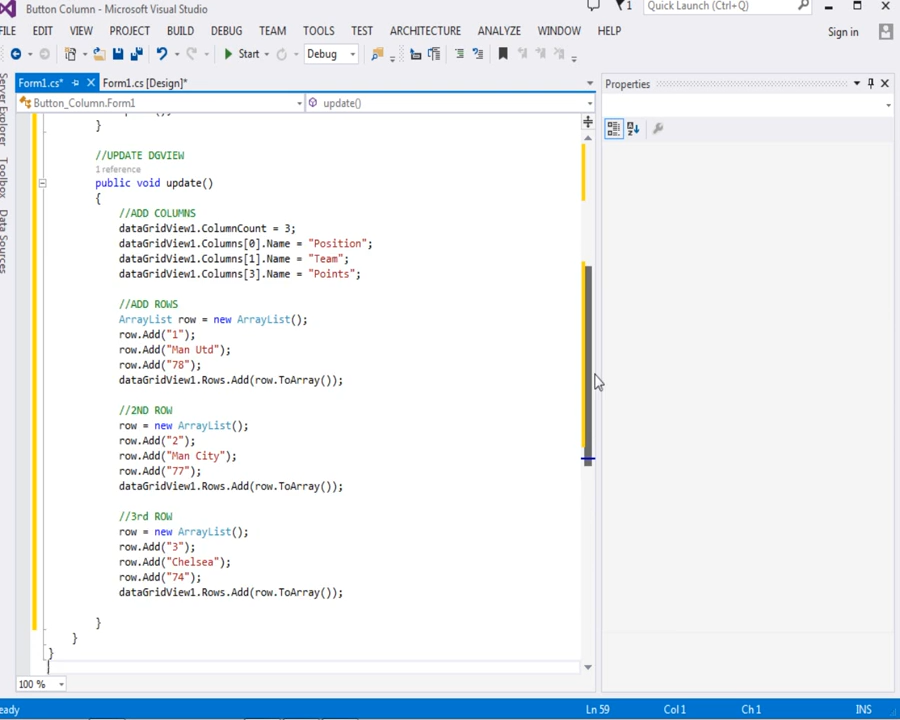 Button Column - Microsoft Visual Studio
1
Quick Launch (Ctrl+Q)
FILE EDIT VIEW PROJECT BUILD DEBUG TEAM TOOLS TEST ARCHITECTURE ANALYZE WINDOW HELP
Sign in
Start Debug
Form1.cs* Form1.cs [Design]*
Properties
Button_Column.Form1 update()
Server Explorer
Toolbox
Data Sources
}
//UPDATE DGVIEW
1 reference
public void update()
{
//ADD COLUMNS
dataGridView1.ColumnCount = 3;
dataGridView1.Columns[0].Name = "Position";
dataGridView1.Columns[1].Name = "Team";
dataGridView1.Columns[3].Name = "Points";
//ADD ROWS
ArrayList row = new ArrayList();
row.Add("1");
row.Add("Man Utd");
row.Add("78");
dataGridView1.Rows.Add(row.ToArray());
//2ND ROW
row = new ArrayList();
row.Add("2");
row.Add("Man City");
row.Add("77");
dataGridView1.Rows.Add(row.ToArray());
//3rd ROW
row = new ArrayList();
row.Add("3");
row.Add("Chelsea");
row.Add("74");
dataGridView1.Rows.Add(row.ToArray());
}
}
}
100 %
eady Ln 59 Col 1 Ch 1 INS